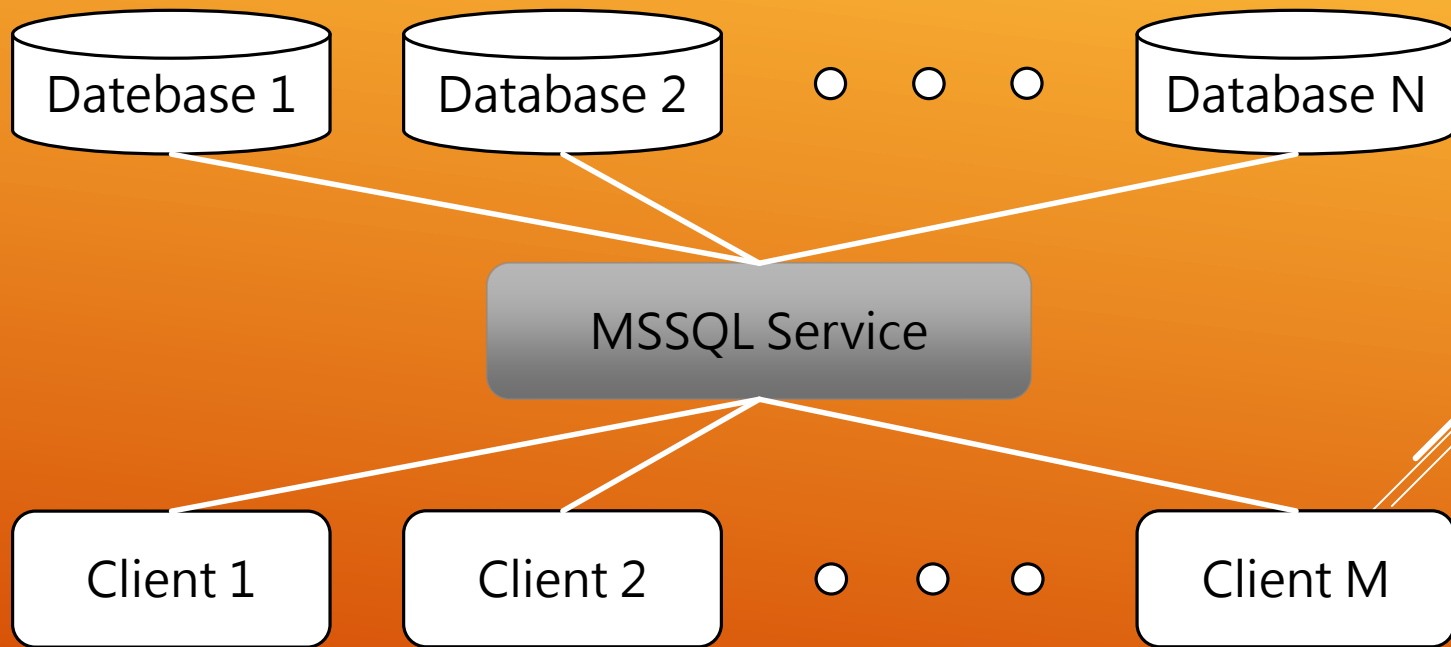 Datebase 1
Database 2
Database N
MSSQL Service
Client 1
Client 2
Client M